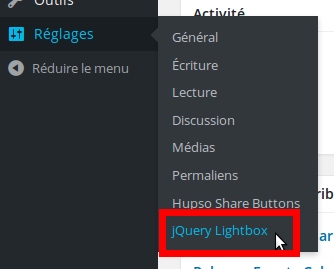 Outils
Activité
Réglages
Général
Réduire le menu
Écriture
Lecture
Discussion
Médias
Permaliens
Hupso Share Buttons
jQuery Lightbox